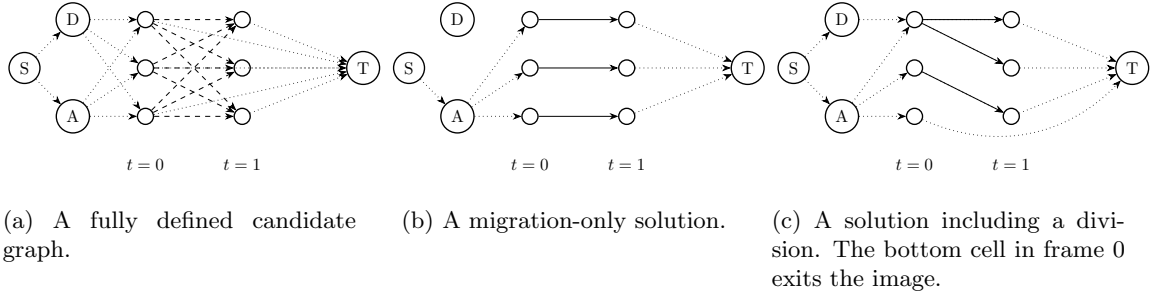 D
S
A
T
t = 0
t = 1
(a) A fully defined candidate
graph.
D
S
A
T
t = 0
t = 1
(b) A migration-only solution.
D
S
A
T
t = 0
t = 1
(c) A solution including a divi-
sion. The bottom cell in frame 0
exits the image.